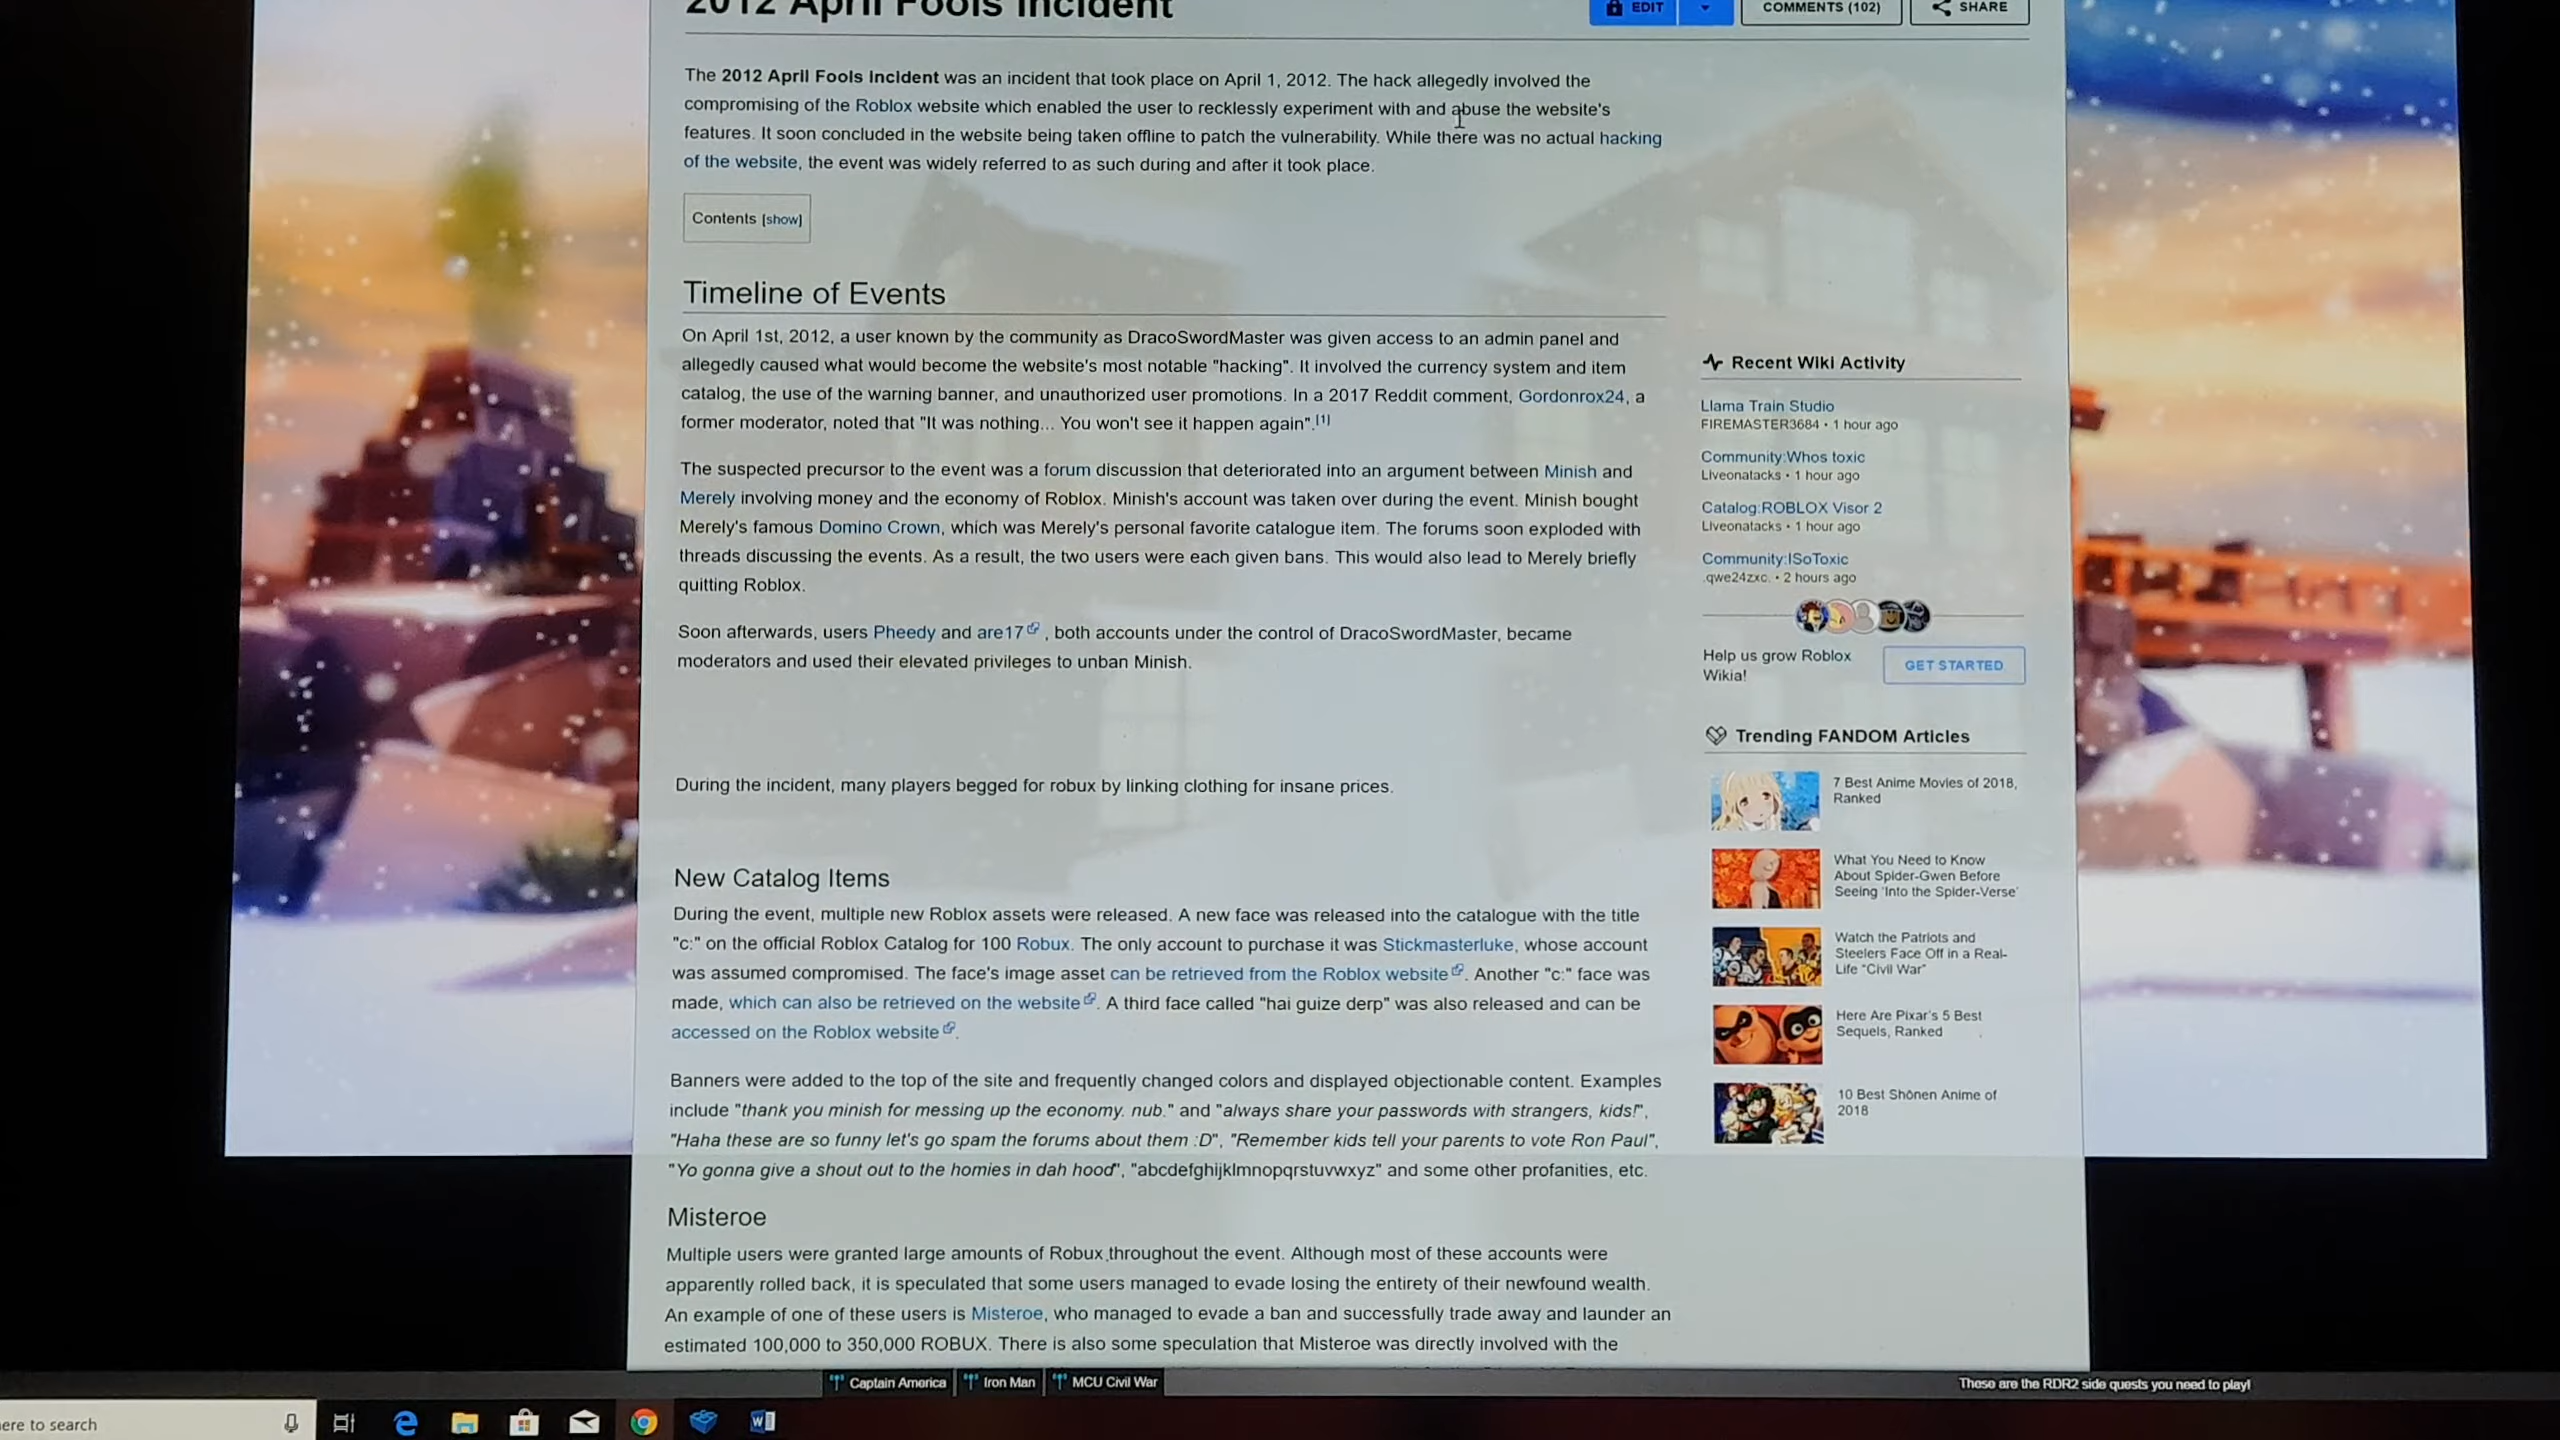 2012 April Fools Incident
EDIT
COMMENTS (102)
SHARE
The 2012 April Fools Incident was an incident that took place on April 1, 2012. The hack allegedly involved the
compromising of the Roblox website which enabled the user to recklessly experiment with and abuse the website's
features. It soon concluded in the website being taken offline to patch the vulnerability. While there was no actual hacking
of the website, the event was widely referred to as such during and after it took place.
Contents [show]
Timeline of Events
On April 1st, 2012, a user known by the community as DracoSwordMaster was given access to an admin panel and
allegedly caused what would become the website's most notable "hacking". It involved the currency system and item
catalog, the use of the warning banner, and unauthorized user promotions. In a 2017 Reddit comment, Gordonrox24, a
former moderator, noted that "It was nothing... You won't see it happen again".[1]
The suspected precursor to the event was a forum discussion that deteriorated into an argument between Minish and
Merely involving money and the economy of Roblox. Minish's account was taken over during the event. Minish bought
Merely's famous Domino Crown, which was Merely's personal favorite catalogue item. The forums soon exploded with
threads discussing the events. As a result, the two users were each given bans. This would also lead to Merely briefly
quitting Roblox.
Soon afterwards, users Pheedy and are17 , both accounts under the control of DracoSwordMaster, became
moderators and used their elevated privileges to unban Minish.
During the incident, many players begged for robux by linking clothing for insane prices.
New Catalog Items
During the event, multiple new Roblox assets were released. A new face was released into the catalogue with the title
"c:" on the official Roblox Catalog for 100 Robux. The only account to purchase it was Stickmasterluke, whose account
was assumed compromised. The face's image asset can be retrieved from the Roblox website . Another "c:" face was
made, which can also be retrieved on the website . A third face called "hai guize derp" was also released and can be
accessed on the Roblox website .
Banners were added to the top of the site and frequently changed colors and displayed objectionable content. Examples
include "thank you minish for messing up the economy. nub." and "always share your passwords with strangers, kids!",
"Haha these are so funny let's go spam the forums about them :D", "Remember kids tell your parents to vote Ron Paul",
"Yo gonna give a shout out to the homies in dah hood", "abcdefghijklmnopqrstuvwxyz" and some other profanities, etc.
Misteroe
Multiple users were granted large amounts of Robux throughout the event. Although most of these accounts were
apparently rolled back, it is speculated that some users managed to evade losing the entirety of their newfound wealth.
An example of one of these users is Misteroe, who managed to evade a ban and successfully trade away and launder an
estimated 100,000 to 350,000 ROBUX. There is also some speculation that Misteroe was directly involved with the
Recent Wiki Activity
Llama Train Studio
FIREMASTER3684 • 1 hour ago
Community:Whos toxic
Liveonatacks • 1 hour ago
Catalog:ROBLOX Visor 2
Liveonatacks • 1 hour ago
Community:ISoToxic
.qwe24zxc. • 2 hours ago
Help us grow Roblox
Wikia!
GET STARTED
Trending FANDOM Articles
7 Best Anime Movies of 2018,
Ranked
What You Need to Know
About Spider-Gwen Before
Seeing 'Into the Spider-Verse'
Watch the Patriots and
Steelers Face Off in a Real-
Life "Civil War"
Here Are Pixar's 5 Best
Sequels, Ranked
10 Best Shōnen Anime of
2018
Captain America
Iron Man
MCU Civil War
These are the RDR2 side quests you need to play!
ere to search